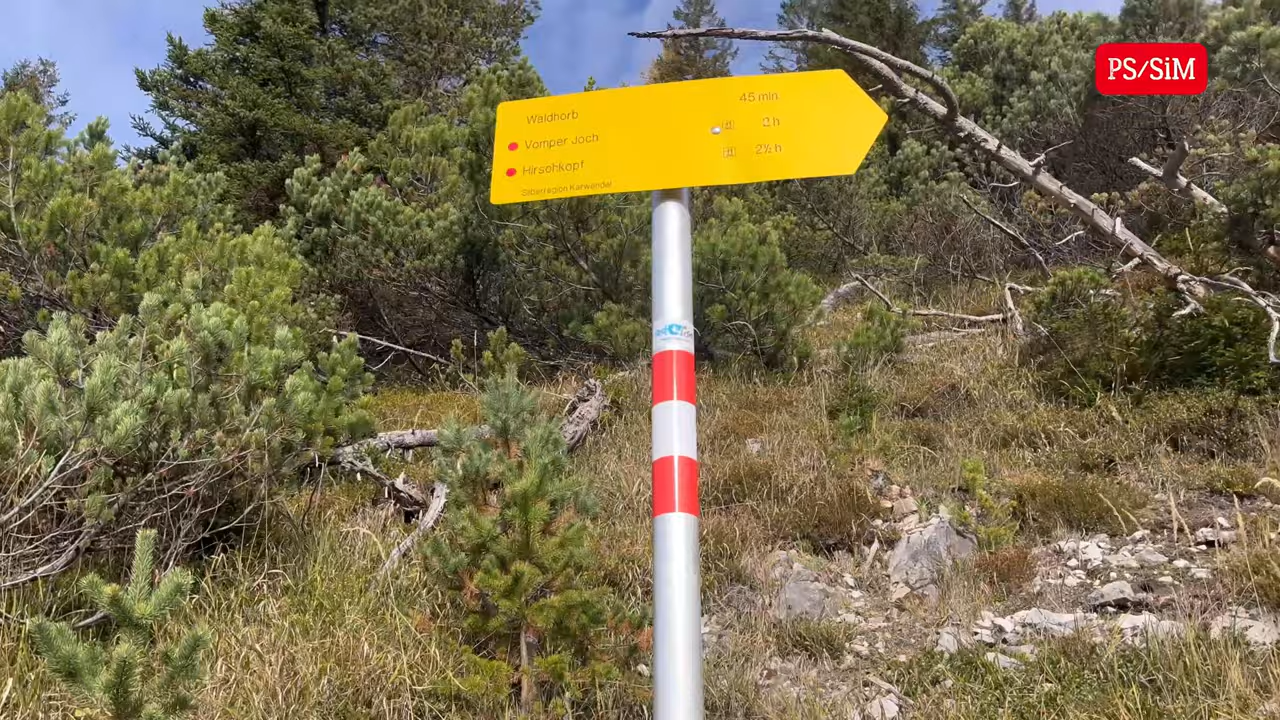 PS/SiM
Waldhorb 45 min.
Vomper Joch 2 h
Hirschkopf 2½ h
Silberregion Karwendel